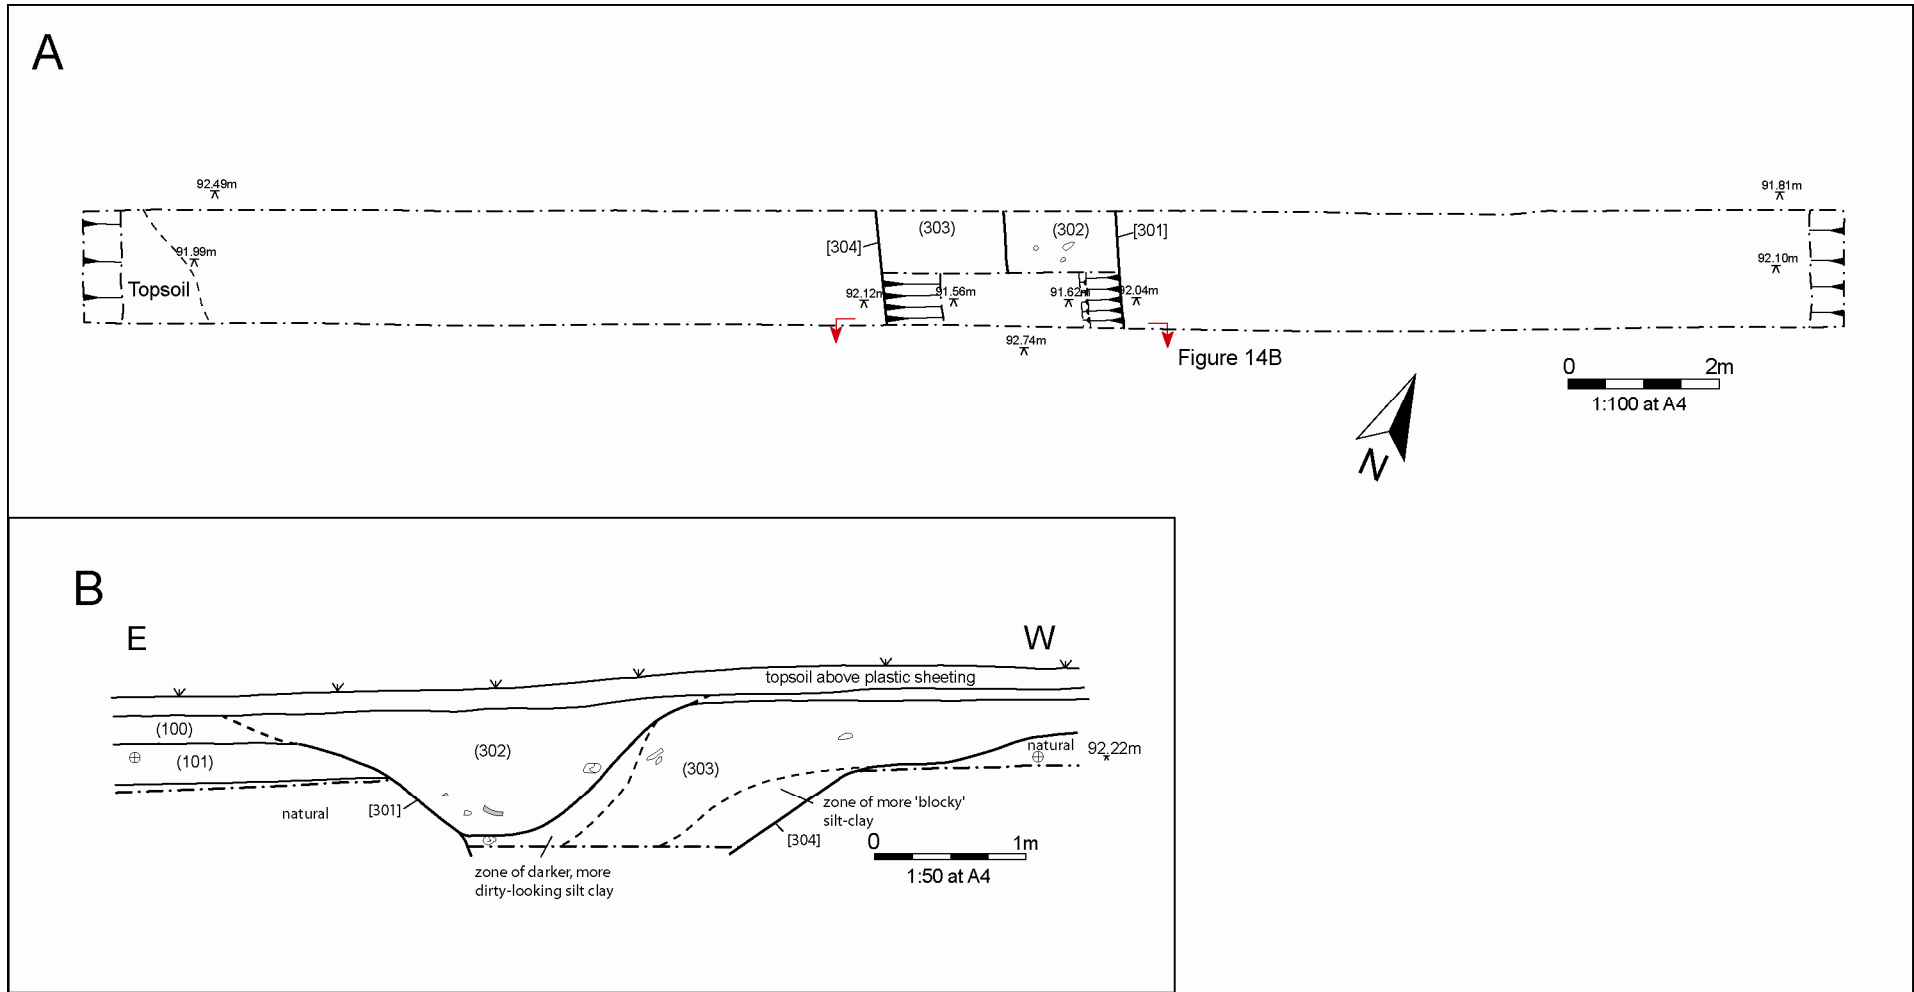 A
92.49m
91.81m
(303)
(302)
[301]
[304]
91.99m
92.10m
Topsoil
92.12m
91.56m
91.62m
92.04m
92.74m
Figure 14B
0 2m
1:100 at A4
N
B
E W
topsoil above plastic sheeting
(100)
(302)
natural
92.22m
(101)
(303)
natural
[301]
zone of more 'blocky'
silt-clay
[304]
0 1m
1:50 at A4
zone of darker, more
dirty-looking silt clay